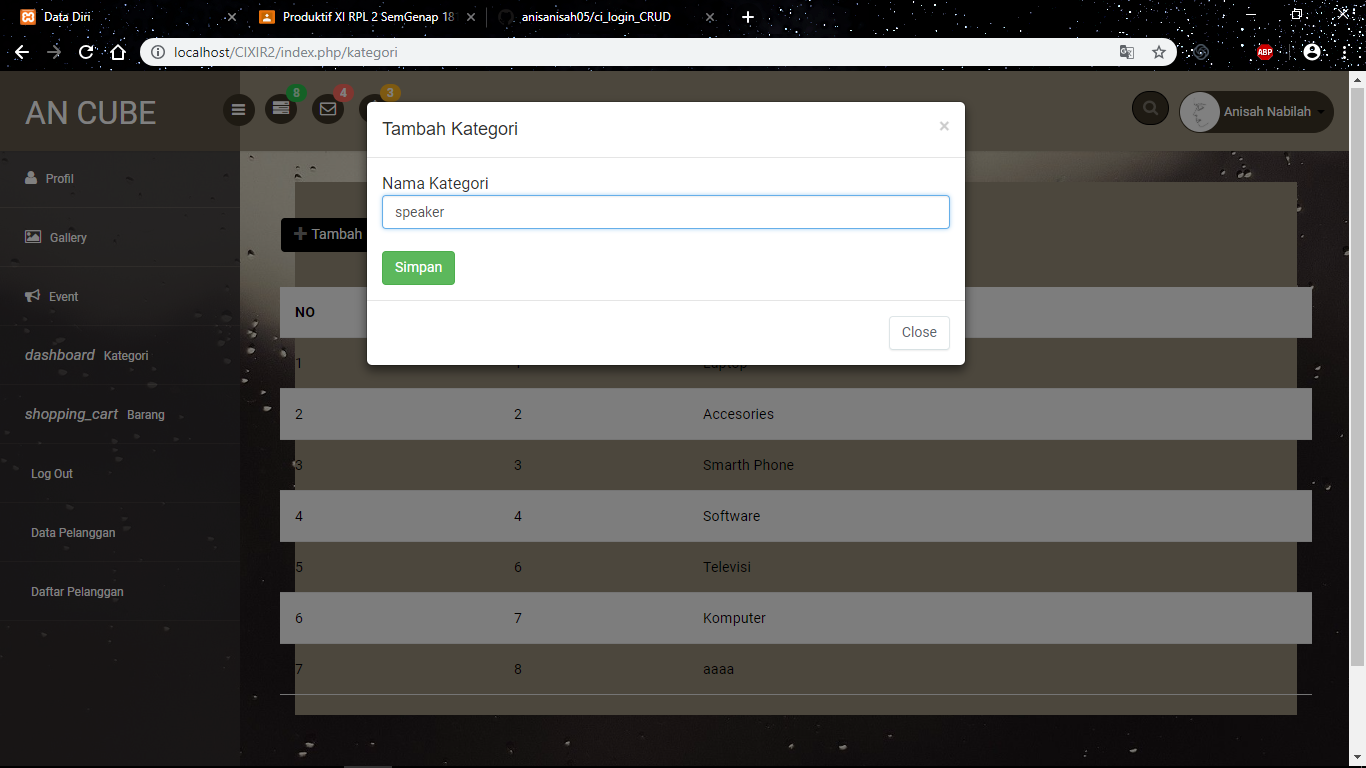 Data Diri
Produktif XI RPL 2 SemGenap 18
anisanisah05/ci_login_CRUD
localhost/CIXIR2/index.php/kategori
ABP
AN CUBE
8
4
3
Anisah Nabilah
Tambah Kategori
×
Nama Kategori
speaker
Simpan
Close
Profil
Gallery
Event
dashboard Kategori
shopping_cart Barang
Log Out
Data Pelanggan
Daftar Pelanggan
Tambah
NO
1
2 2 Accesories
3 3 Smarth Phone
4 4 Software
5 6 Televisi
6 7 Komputer
7 8 aaaa